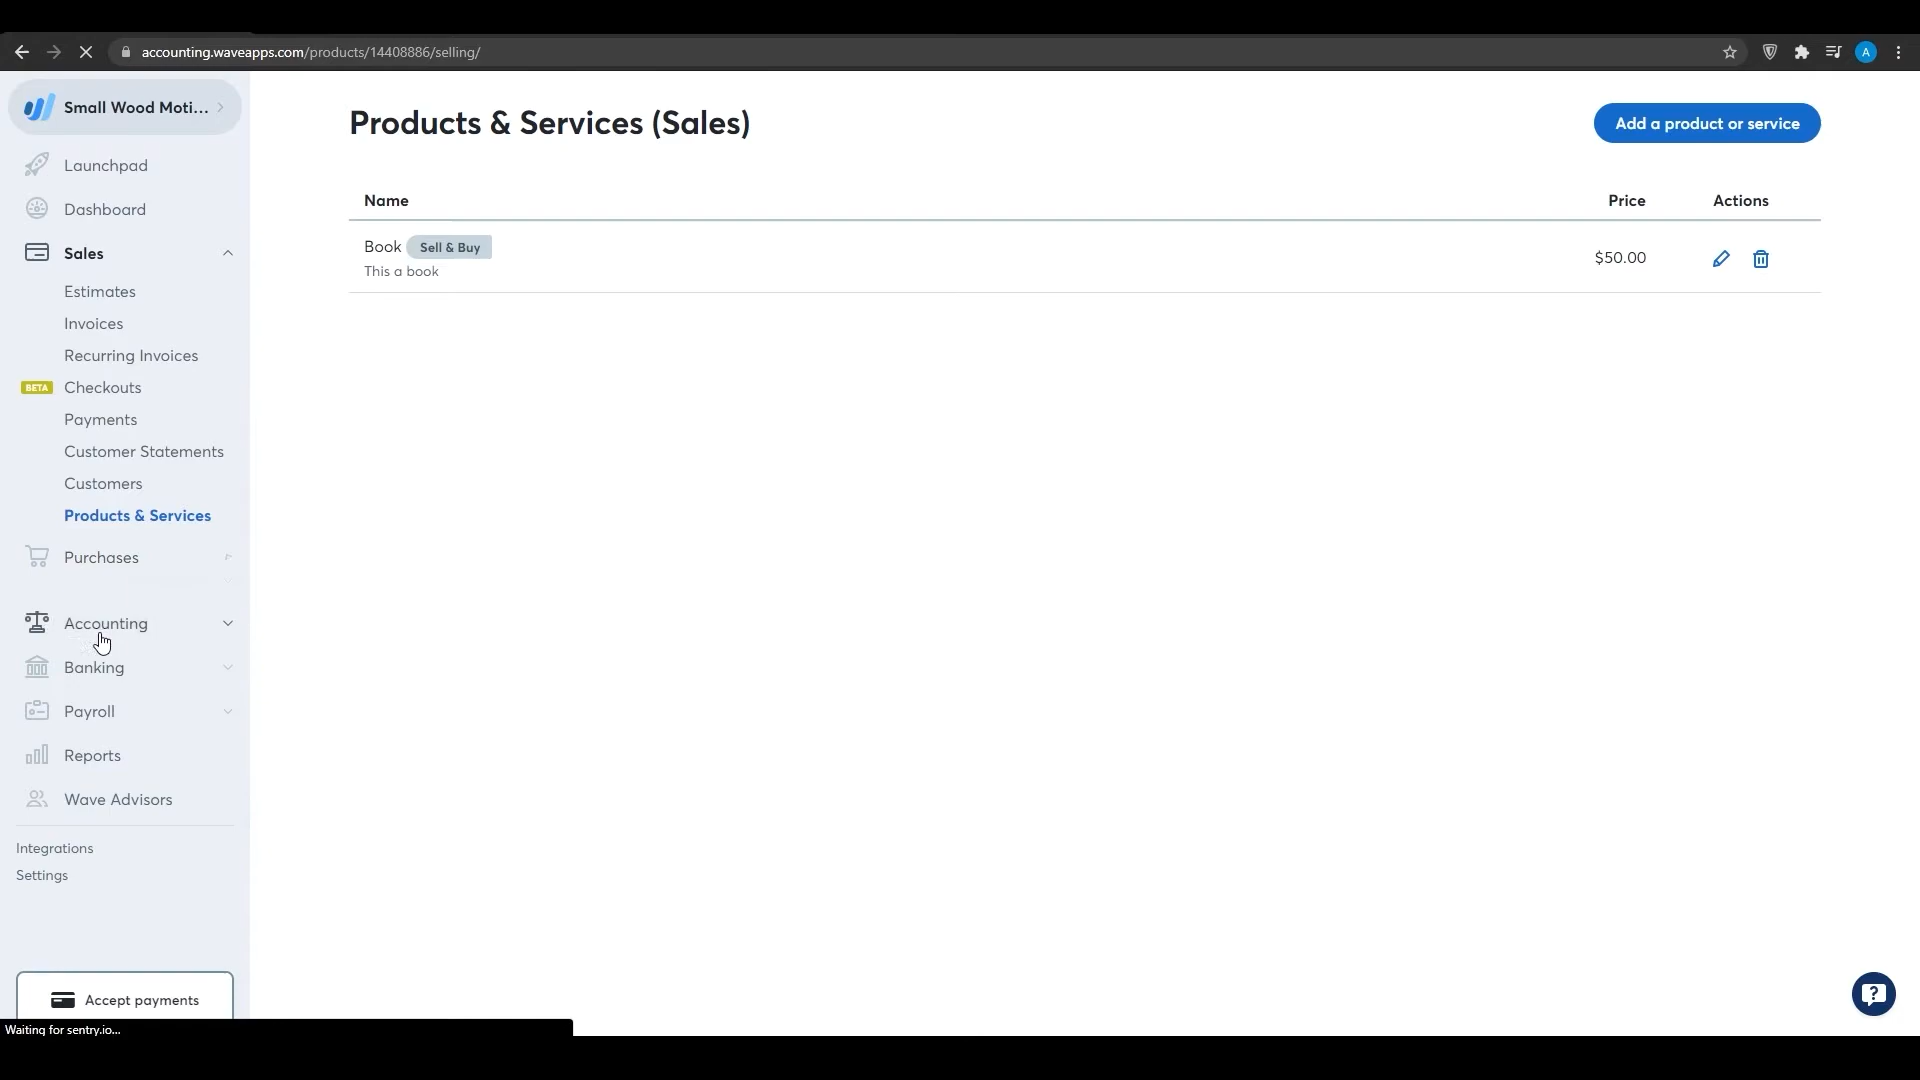 accounting.waveapps.com/products/14408886/selling/
A
Small Wood Moti...
Launchpad
Dashboard
Sales
Estimates
Invoices
Recurring Invoices
BETA Checkouts
Payments
Customer Statements
Customers
Products & Services
Purchases
Accounting
Banking
Payroll
Reports
Wave Advisors
Integrations
Settings
Accept payments
Waiting for sentry.io...
Products & Services (Sales)
Add a product or service
Name Price Actions
Book Sell & Buy
This a book
$50.00
?